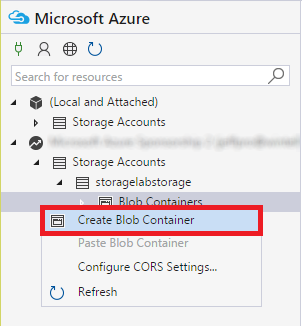 Microsoft Azure
Search for resources
(Local and Attached)
Storage Accounts
Storage Accounts
storagelabstorage
Blob Containers
Create Blob Container
Paste Blob Container
Configure CORS Settings...
Refresh